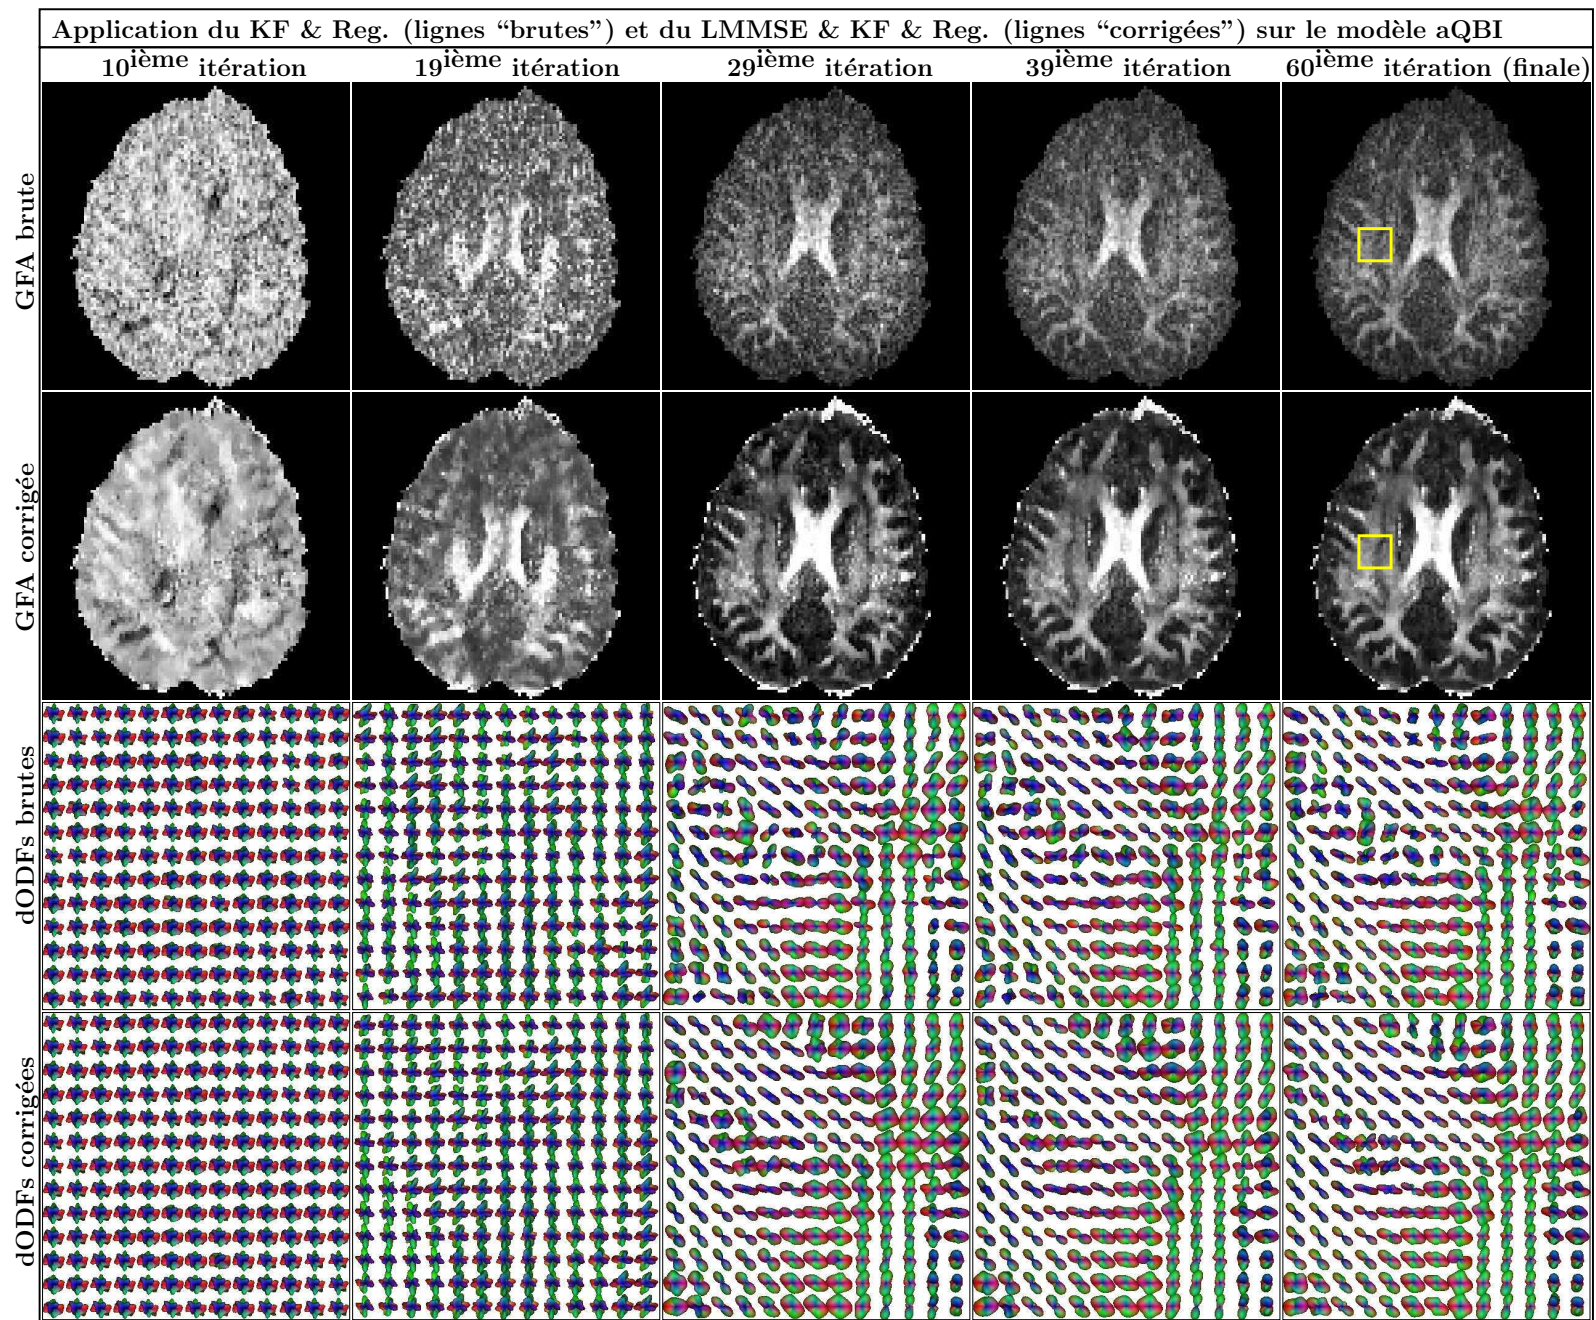 Application du KF & Reg. (lignes “brutes”) et du LMMSE & KF & Reg. (lignes “corrigées”) sur le modèle aQBI
10ième itération
19ième itération
29ième itération
39ième itération
60ième itération (finale)
GFA brute
GFA corrigée
dODFs brutes
dODFs corrigées